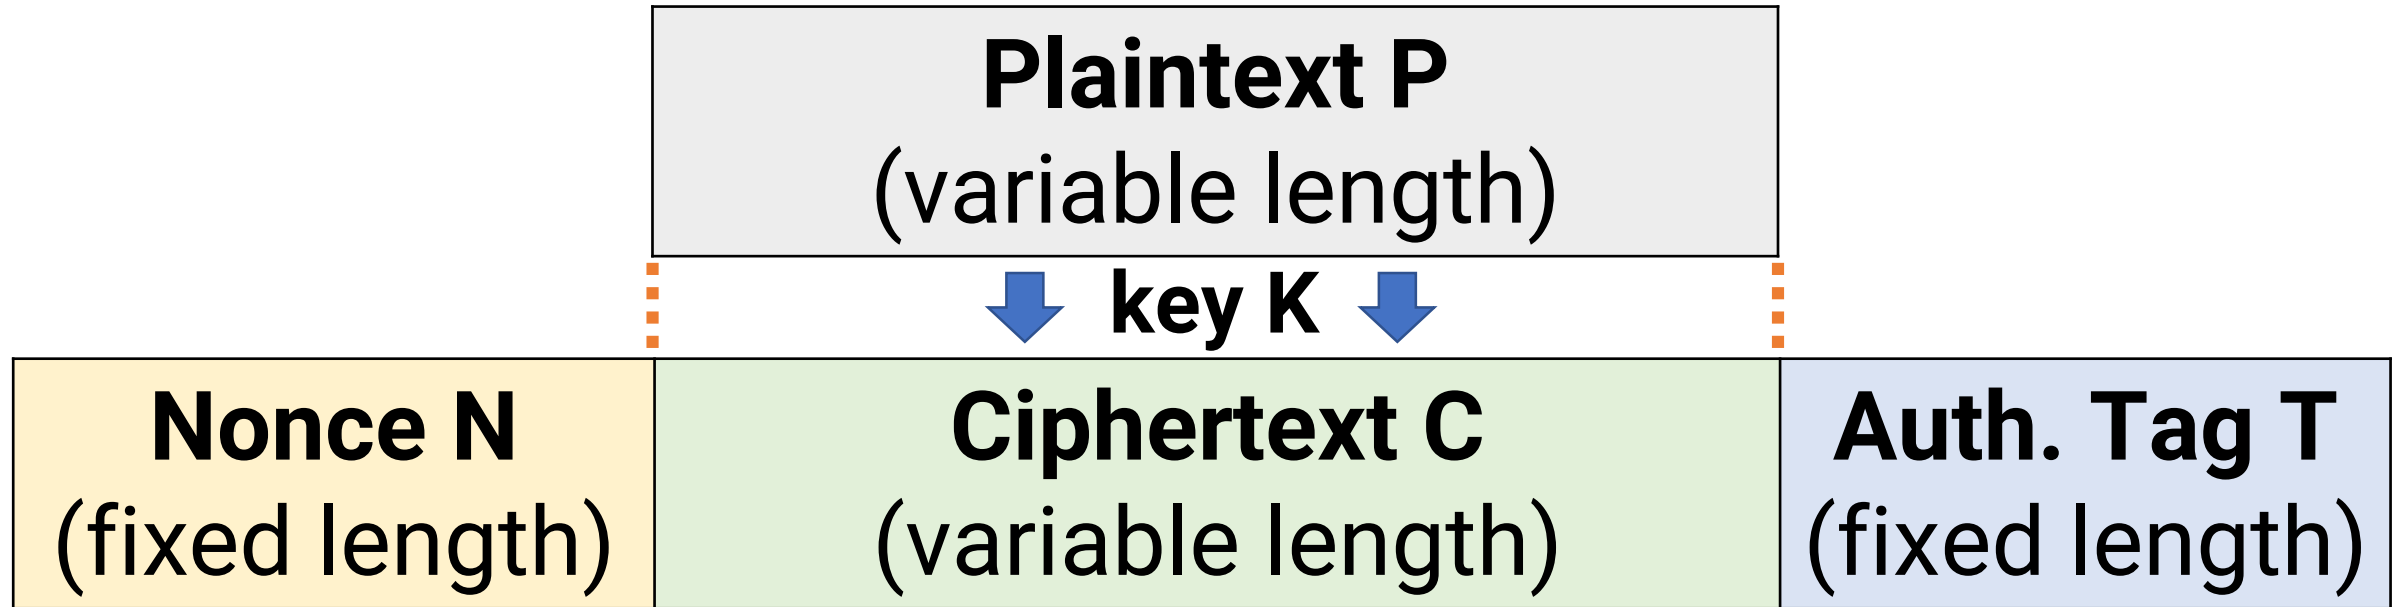 Plaintext P
(variable length)
key K
Nonce N
(fixed length)
Ciphertext C
(variable length)
Auth. Tag T
(fixed length)